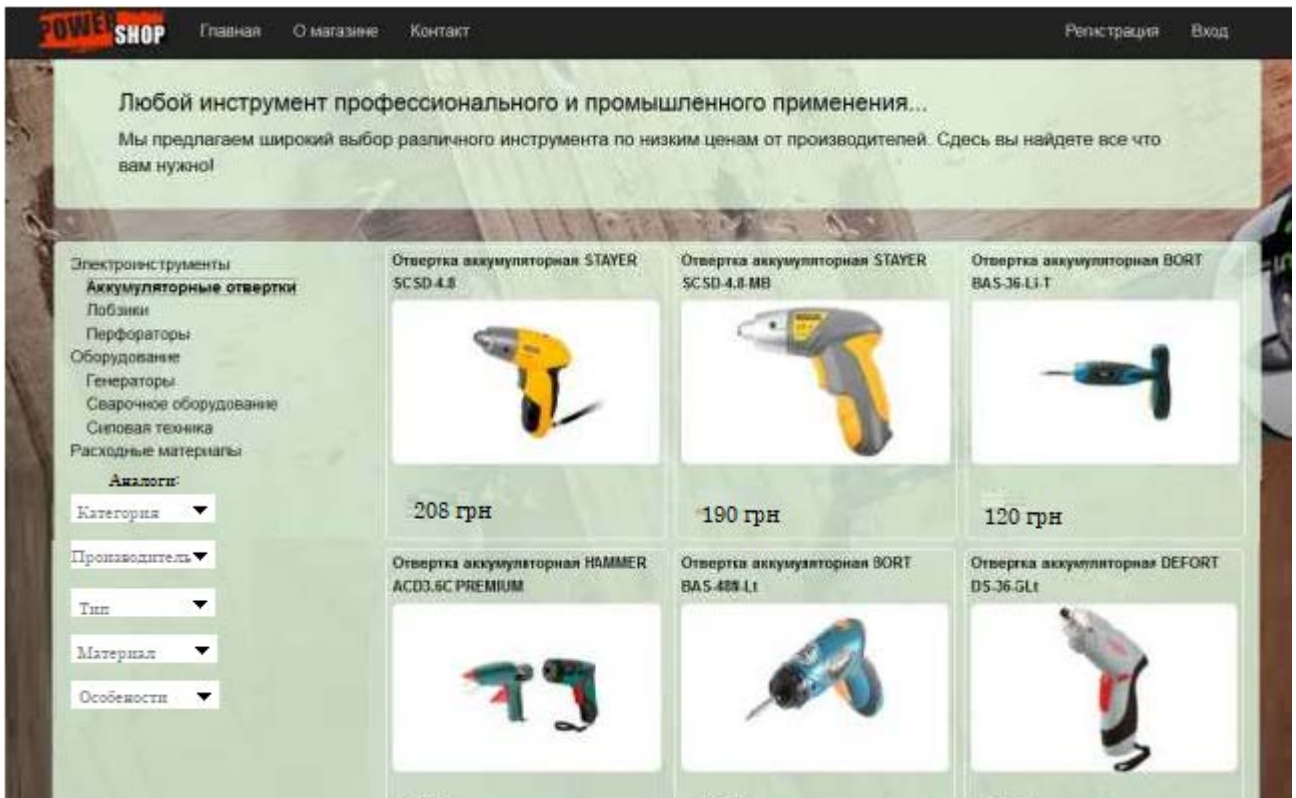 POWER SHOP
Главная О магазине Контакт Регистрация Вход
Любой инструмент профессионального и промышленного применения...
Мы предлагаем широкий выбор различного инструмента по низким ценам от производителей. Сдесь вы найдете все что
вам нужно!
Электроинструменты
Аккумуляторные отвертки
Лобзики
Перфораторы
Оборудование
Генераторы
Сварочное оборудование
Силовая техника
Расходные материалы
Аналоги:
Категория
Производитель
Тип
Материал
Особености
Отвертка аккумуляторная STAYER
SCSD-4.8
208 грн
Отвертка аккумуляторная STAYER
SCSD-4.8-MB
190 грн
Отвертка аккумуляторная BORT
BAS-36-Li-T
120 грн
Отвертка аккумуляторная HAMMER
ACD3.6C PREMIUM
Отвертка аккумуляторная BORT
BAS-48N-Lt
Отвертка аккумуляторная DEFORT
DS-36-GLt